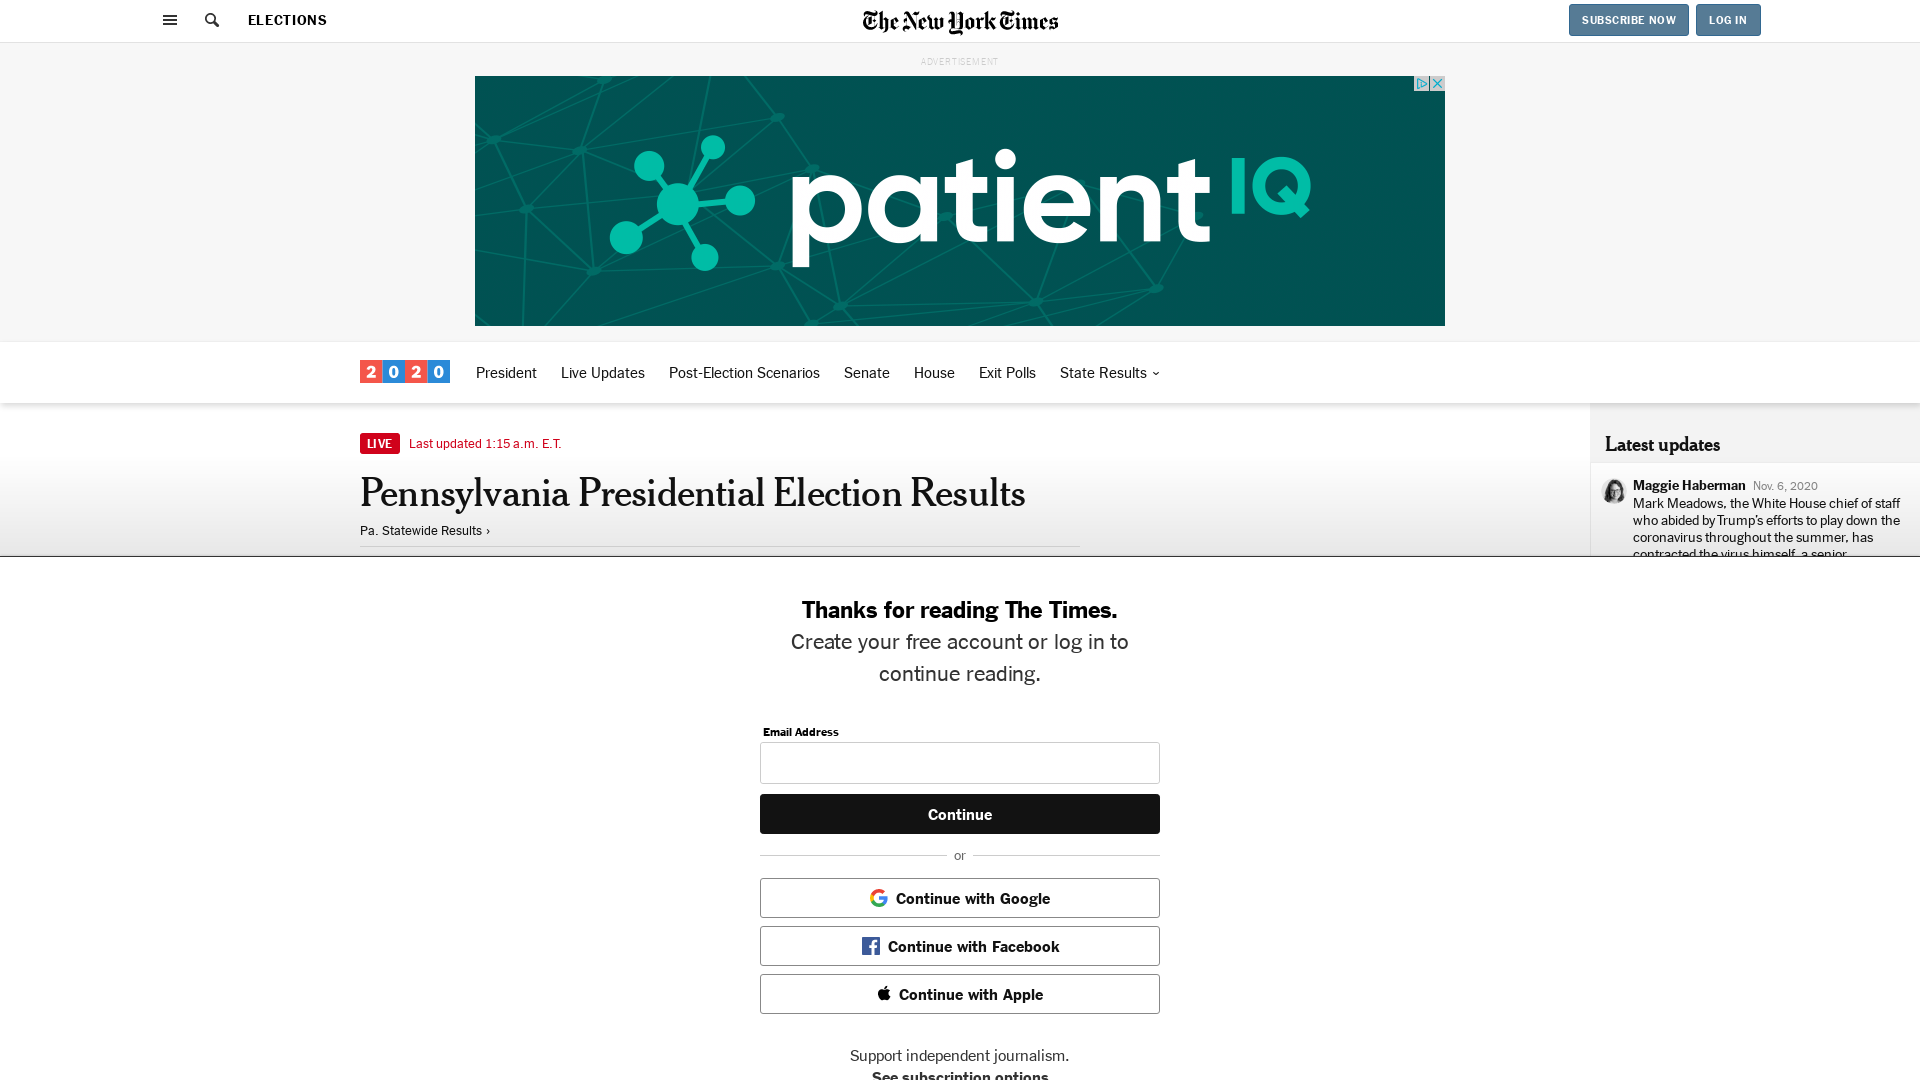 ELECTIONS
The New York Times
SUBSCRIBE NOW
LOG IN
ADVERTISEMENT
patient IQ
2020
President
Live Updates
Post-Election Scenarios
Senate
House
Exit Polls
State Results
LIVE
Last updated 1:15 a.m. E.T.
Pennsylvania Presidential Election Results
Pa. Statewide Results ›
Latest updates
Maggie Haberman Nov. 6, 2020
Mark Meadows, the White House chief of staff
who abided by Trump’s efforts to play down the
coronavirus throughout the summer, has
contracted the virus himself, a senior
Thanks for reading The Times.
Create your free account or log in to
continue reading.
Email Address
Continue
or
Continue with Google
Continue with Facebook
Continue with Apple
Support independent journalism.
See subscription options